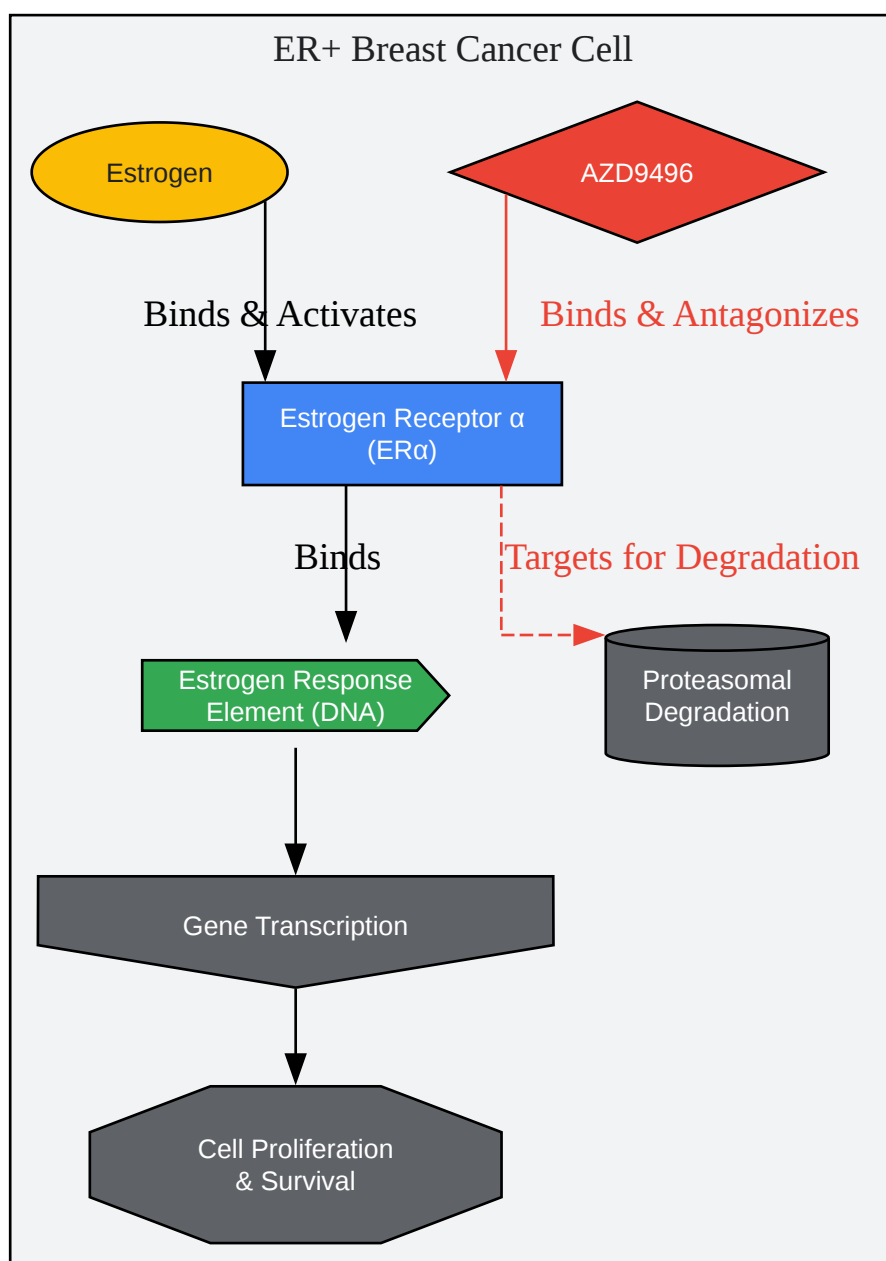 ER+ Breast Cancer Cell
Estrogen
AZD9496
Binds & Activates
Binds & Antagonizes
Estrogen Receptor α
(ERα)
Binds
Targets for Degradation
Estrogen Response
Element (DNA)
Proteasomal
Degradation
Gene Transcription
Cell Proliferation
& Survival